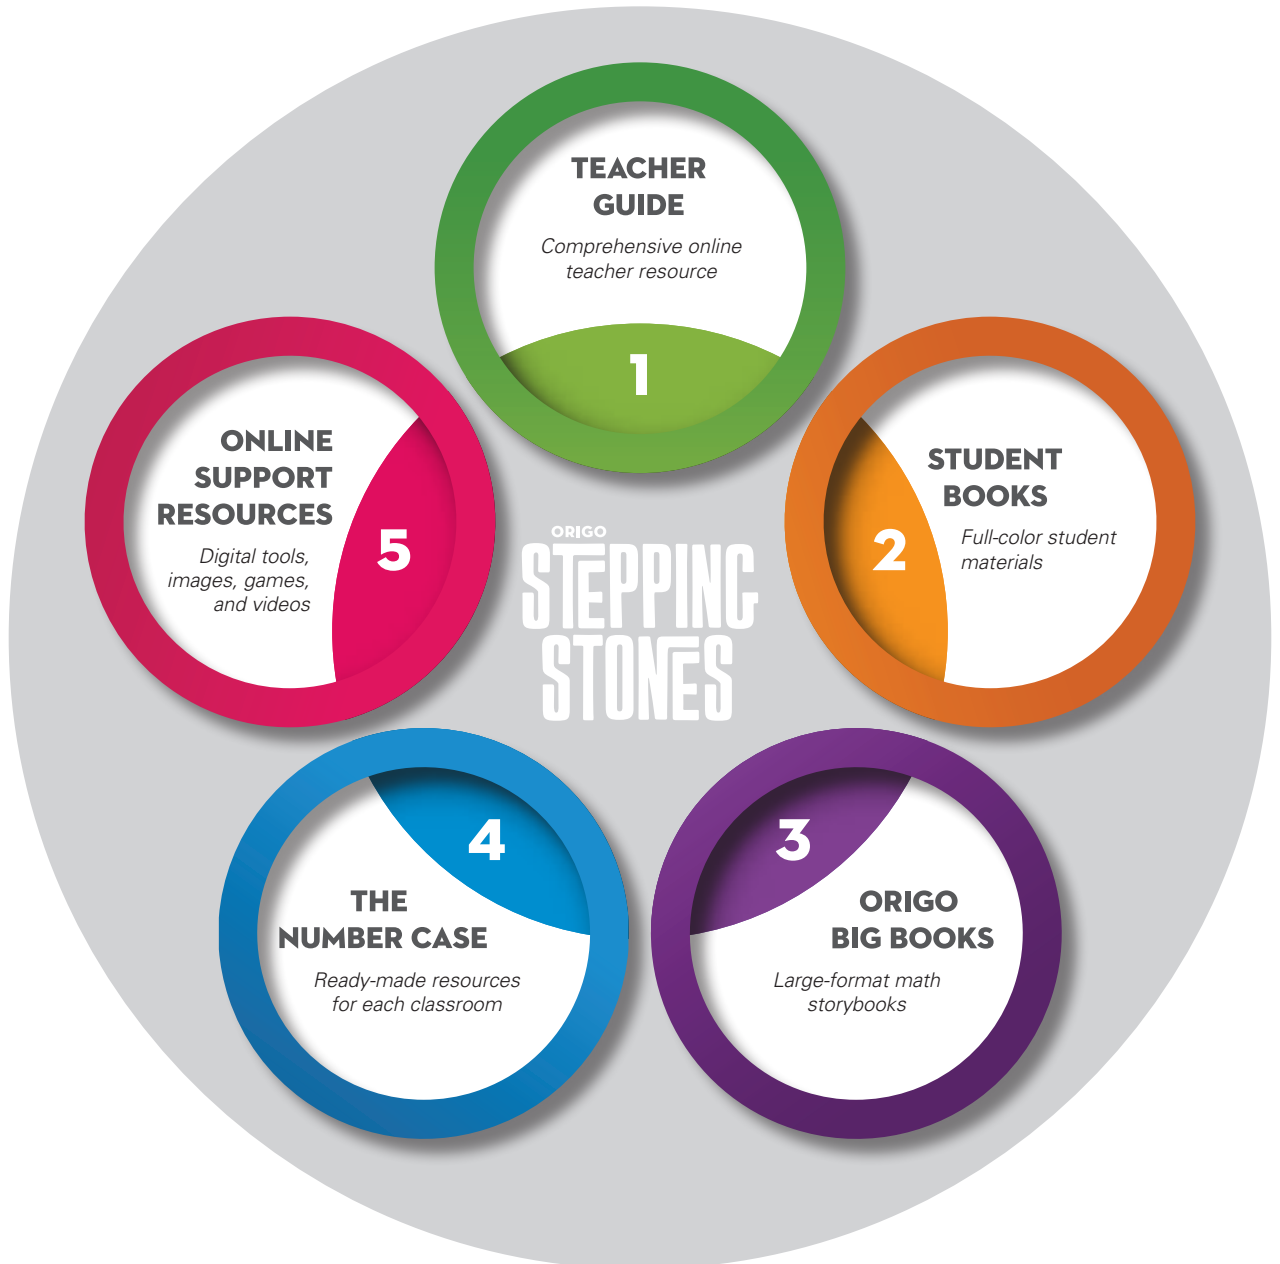 TEACHER
GUIDE
Comprehensive online
teacher resource
1
STUDENT
BOOKS
Full-color student
materials
2
3
ORIGO
BIG BOOKS
Large-format math
storybooks
4
THE
NUMBER CASE
Ready-made resources
for each classroom
ONLINE
SUPPORT
RESOURCES
Digital tools,
images, games,
and videos
5
ORIGO
STEPPING
STONES